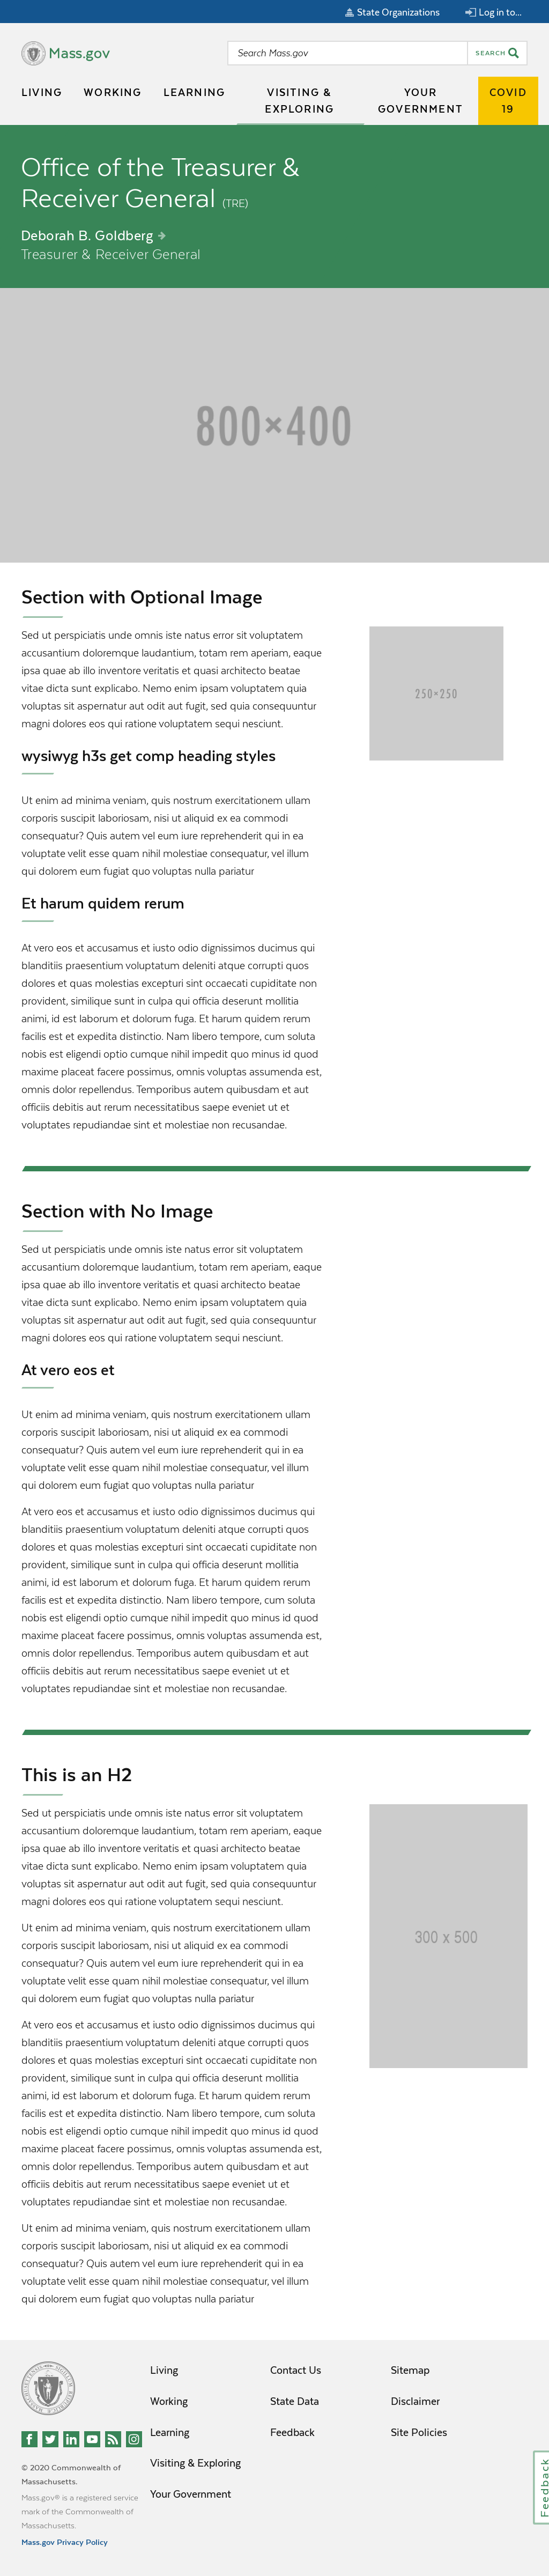 State Organizations
Log in to...
Mass.gov
Search Mass.gov
SEARCH
LIVING
WORKING
LEARNING
VISITING &
EXPLORING
YOUR
GOVERNMENT
COVID
19
Office of the Treasurer &
Receiver General (TRE)
Deborah B. Goldberg
Treasurer & Receiver General
800×400
Section with Optional Image
Sed ut perspiciatis unde omnis iste natus error sit voluptatem
accusantium doloremque laudantium, totam rem aperiam, eaque
ipsa quae ab illo inventore veritatis et quasi architecto beatae
vitae dicta sunt explicabo. Nemo enim ipsam voluptatem quia
voluptas sit aspernatur aut odit aut fugit, sed quia consequuntur
magni dolores eos qui ratione voluptatem sequi nesciunt.
250×250
wysiwyg h3s get comp heading styles
Ut enim ad minima veniam, quis nostrum exercitationem ullam
corporis suscipit laboriosam, nisi ut aliquid ex ea commodi
consequatur? Quis autem vel eum iure reprehenderit qui in ea
voluptate velit esse quam nihil molestiae consequatur, vel illum
qui dolorem eum fugiat quo voluptas nulla pariatur
Et harum quidem rerum
At vero eos et accusamus et iusto odio dignissimos ducimus qui
blanditiis praesentium voluptatum deleniti atque corrupti quos
dolores et quas molestias excepturi sint occaecati cupiditate non
provident, similique sunt in culpa qui officia deserunt mollitia
animi, id est laborum et dolorum fuga. Et harum quidem rerum
facilis est et expedita distinctio. Nam libero tempore, cum soluta
nobis est eligendi optio cumque nihil impedit quo minus id quod
maxime placeat facere possimus, omnis voluptas assumenda est,
omnis dolor repellendus. Temporibus autem quibusdam et aut
officiis debitis aut rerum necessitatibus saepe eveniet ut et
voluptates repudiandae sint et molestiae non recusandae.
Section with No Image
Sed ut perspiciatis unde omnis iste natus error sit voluptatem
accusantium doloremque laudantium, totam rem aperiam, eaque
ipsa quae ab illo inventore veritatis et quasi architecto beatae
vitae dicta sunt explicabo. Nemo enim ipsam voluptatem quia
voluptas sit aspernatur aut odit aut fugit, sed quia consequuntur
magni dolores eos qui ratione voluptatem sequi nesciunt.
At vero eos et
Ut enim ad minima veniam, quis nostrum exercitationem ullam
corporis suscipit laboriosam, nisi ut aliquid ex ea commodi
consequatur? Quis autem vel eum iure reprehenderit qui in ea
voluptate velit esse quam nihil molestiae consequatur, vel illum
qui dolorem eum fugiat quo voluptas nulla pariatur
At vero eos et accusamus et iusto odio dignissimos ducimus qui
blanditiis praesentium voluptatum deleniti atque corrupti quos
dolores et quas molestias excepturi sint occaecati cupiditate non
provident, similique sunt in culpa qui officia deserunt mollitia
animi, id est laborum et dolorum fuga. Et harum quidem rerum
facilis est et expedita distinctio. Nam libero tempore, cum soluta
nobis est eligendi optio cumque nihil impedit quo minus id quod
maxime placeat facere possimus, omnis voluptas assumenda est,
omnis dolor repellendus. Temporibus autem quibusdam et aut
officiis debitis aut rerum necessitatibus saepe eveniet ut et
voluptates repudiandae sint et molestiae non recusandae.
This is an H2
Sed ut perspiciatis unde omnis iste natus error sit voluptatem
accusantium doloremque laudantium, totam rem aperiam, eaque
ipsa quae ab illo inventore veritatis et quasi architecto beatae
vitae dicta sunt explicabo. Nemo enim ipsam voluptatem quia
voluptas sit aspernatur aut odit aut fugit, sed quia consequuntur
magni dolores eos qui ratione voluptatem sequi nesciunt.
300 x 500
Ut enim ad minima veniam, quis nostrum exercitationem ullam
corporis suscipit laboriosam, nisi ut aliquid ex ea commodi
consequatur? Quis autem vel eum iure reprehenderit qui in ea
voluptate velit esse quam nihil molestiae consequatur, vel illum
qui dolorem eum fugiat quo voluptas nulla pariatur
At vero eos et accusamus et iusto odio dignissimos ducimus qui
blanditiis praesentium voluptatum deleniti atque corrupti quos
dolores et quas molestias excepturi sint occaecati cupiditate non
provident, similique sunt in culpa qui officia deserunt mollitia
animi, id est laborum et dolorum fuga. Et harum quidem rerum
facilis est et expedita distinctio. Nam libero tempore, cum soluta
nobis est eligendi optio cumque nihil impedit quo minus id quod
maxime placeat facere possimus, omnis voluptas assumenda est,
omnis dolor repellendus. Temporibus autem quibusdam et aut
officiis debitis aut rerum necessitatibus saepe eveniet ut et
voluptates repudiandae sint et molestiae non recusandae.
Ut enim ad minima veniam, quis nostrum exercitationem ullam
corporis suscipit laboriosam, nisi ut aliquid ex ea commodi
consequatur? Quis autem vel eum iure reprehenderit qui in ea
voluptate velit esse quam nihil molestiae consequatur, vel illum
qui dolorem eum fugiat quo voluptas nulla pariatur
Living
Working
Learning
Visiting & Exploring
Your Government
Contact Us
State Data
Feedback
Sitemap
Disclaimer
Site Policies
© 2020 Commonwealth of
Massachusetts.
Mass.gov® is a registered service
mark of the Commonwealth of
Massachusetts.
Mass.gov Privacy Policy
Feedback